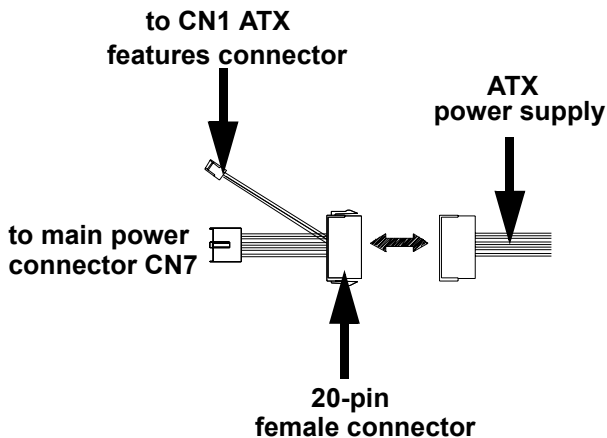 to CN1 ATX
features connector
ATX
power supply
to main power
connector CN7
20-pin
female connector